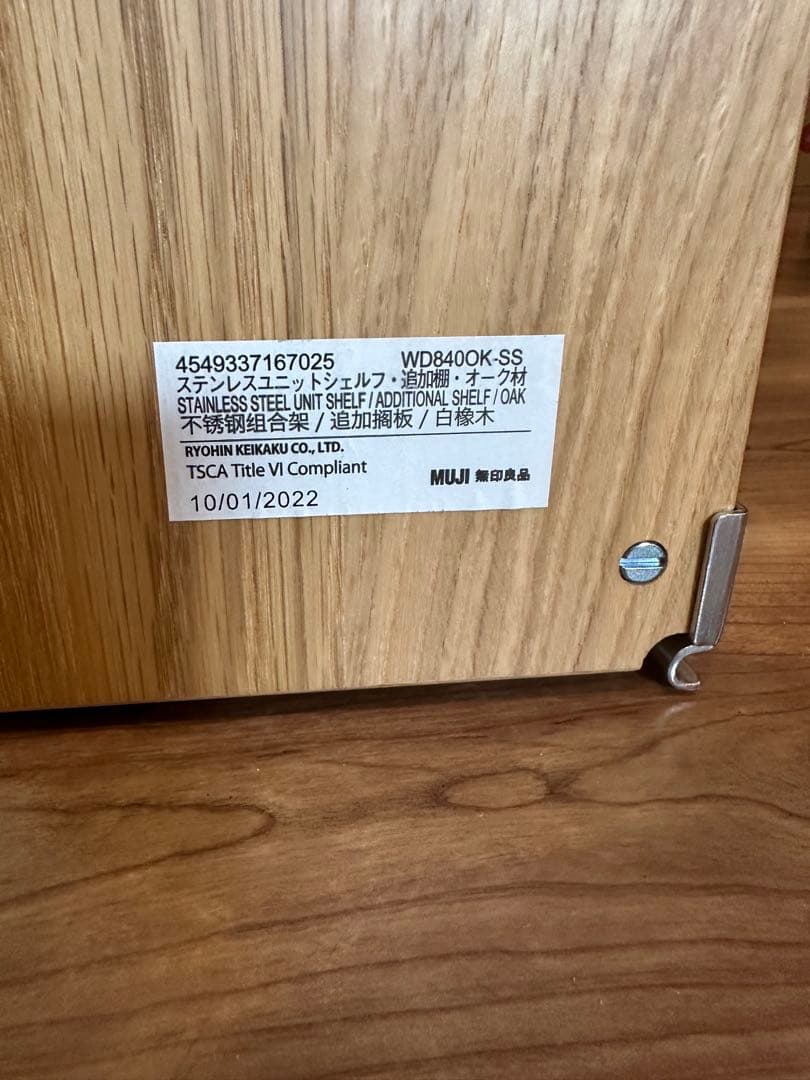 4549337167025 WD840OK-SS
ステンレスユニットシェルフ・追加棚・オーク材
STAINLESS STEEL UNIT SHELF / ADDITIONAL SHELF / OAK
不锈钢组合架 / 追加搁板 / 白橡木
RYOHIN KEIKAKU CO., LTD.
TSCA Title VI Compliant
MUJI 無印良品
10/01/2022